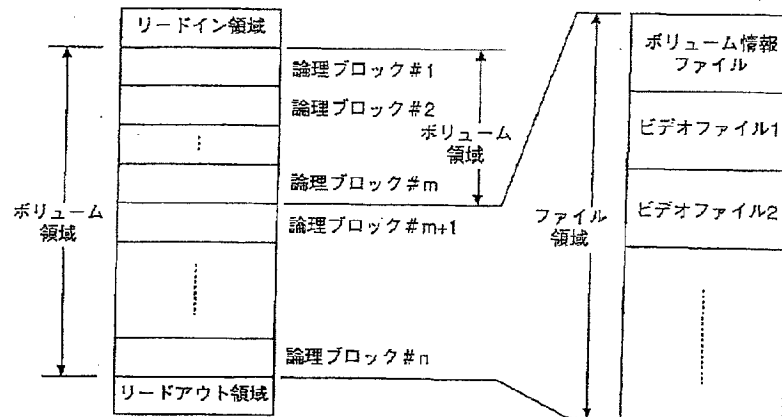 リードイン領域
論理ブロック#1
論理ブロック#2
論理ブロック#m
論理ブロック#m+1
論理ブロック#n
リードアウト領域
ボリューム
領域
ボリューム
領域
ファイル
領域
ボリューム情報
ファイル
ビデオファイル1
ビデオファイル2